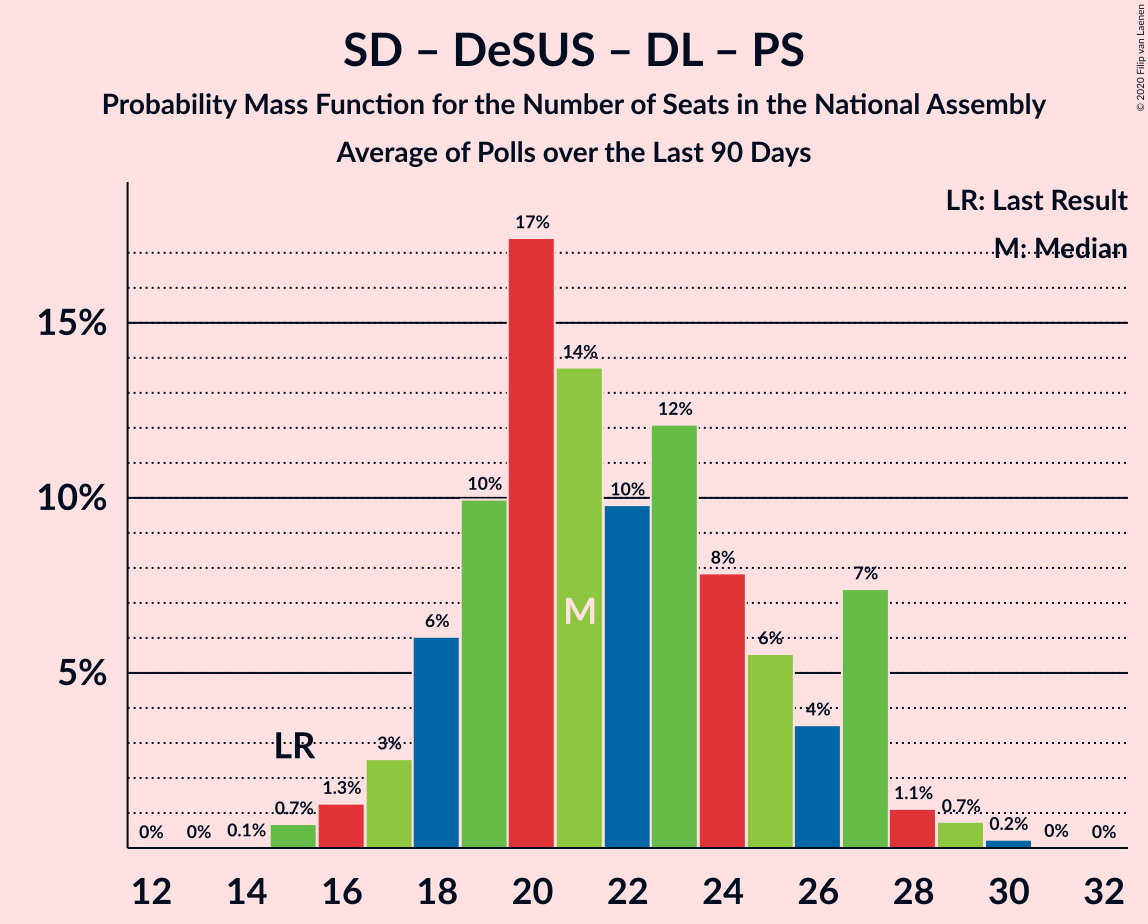 SD – DeSUS – DL – PS
Probability Mass Function for the Number of Seats in the National Assembly
Average of Polls over the Last 90 Days
© 2020 Filip van Laenen
LR: Last Result
M: Median
15%
10%
5%
0%
0%
0.1%
0.7%
1.3%
3%
6%
10%
17%
14%
10%
12%
8%
6%
4%
7%
1.1%
0.7%
0.2%
0%
0%
LR
M
12 14 16 18 20 22 24 26 28 30 32